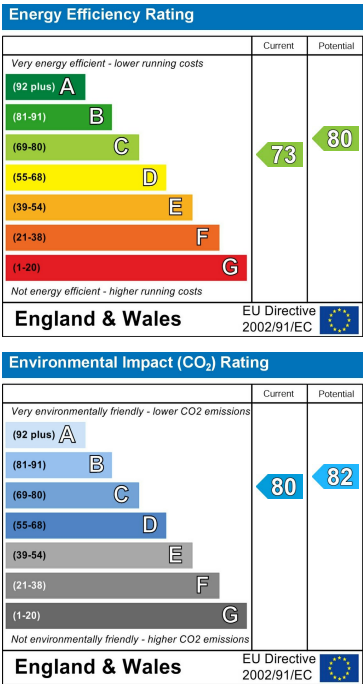 Energy Efficiency Rating
Current Potential
Very energy efficient - lower running costs
(92 plus) A
(81-91) B
(69-80) C
(55-68) D
(39-54) E
(21-38) F
(1-20) G
73
80
Not energy efficient - higher running costs
England & Wales
EU Directive
2002/91/EC
Environmental Impact (CO₂) Rating
Current Potential
Very environmentally friendly - lower CO2 emissions
(92 plus) A
(81-91) B
(69-80) C
(55-68) D
(39-54) E
(21-38) F
(1-20) G
80
82
Not environmentally friendly - higher CO2 emissions
England & Wales
EU Directive
2002/91/EC